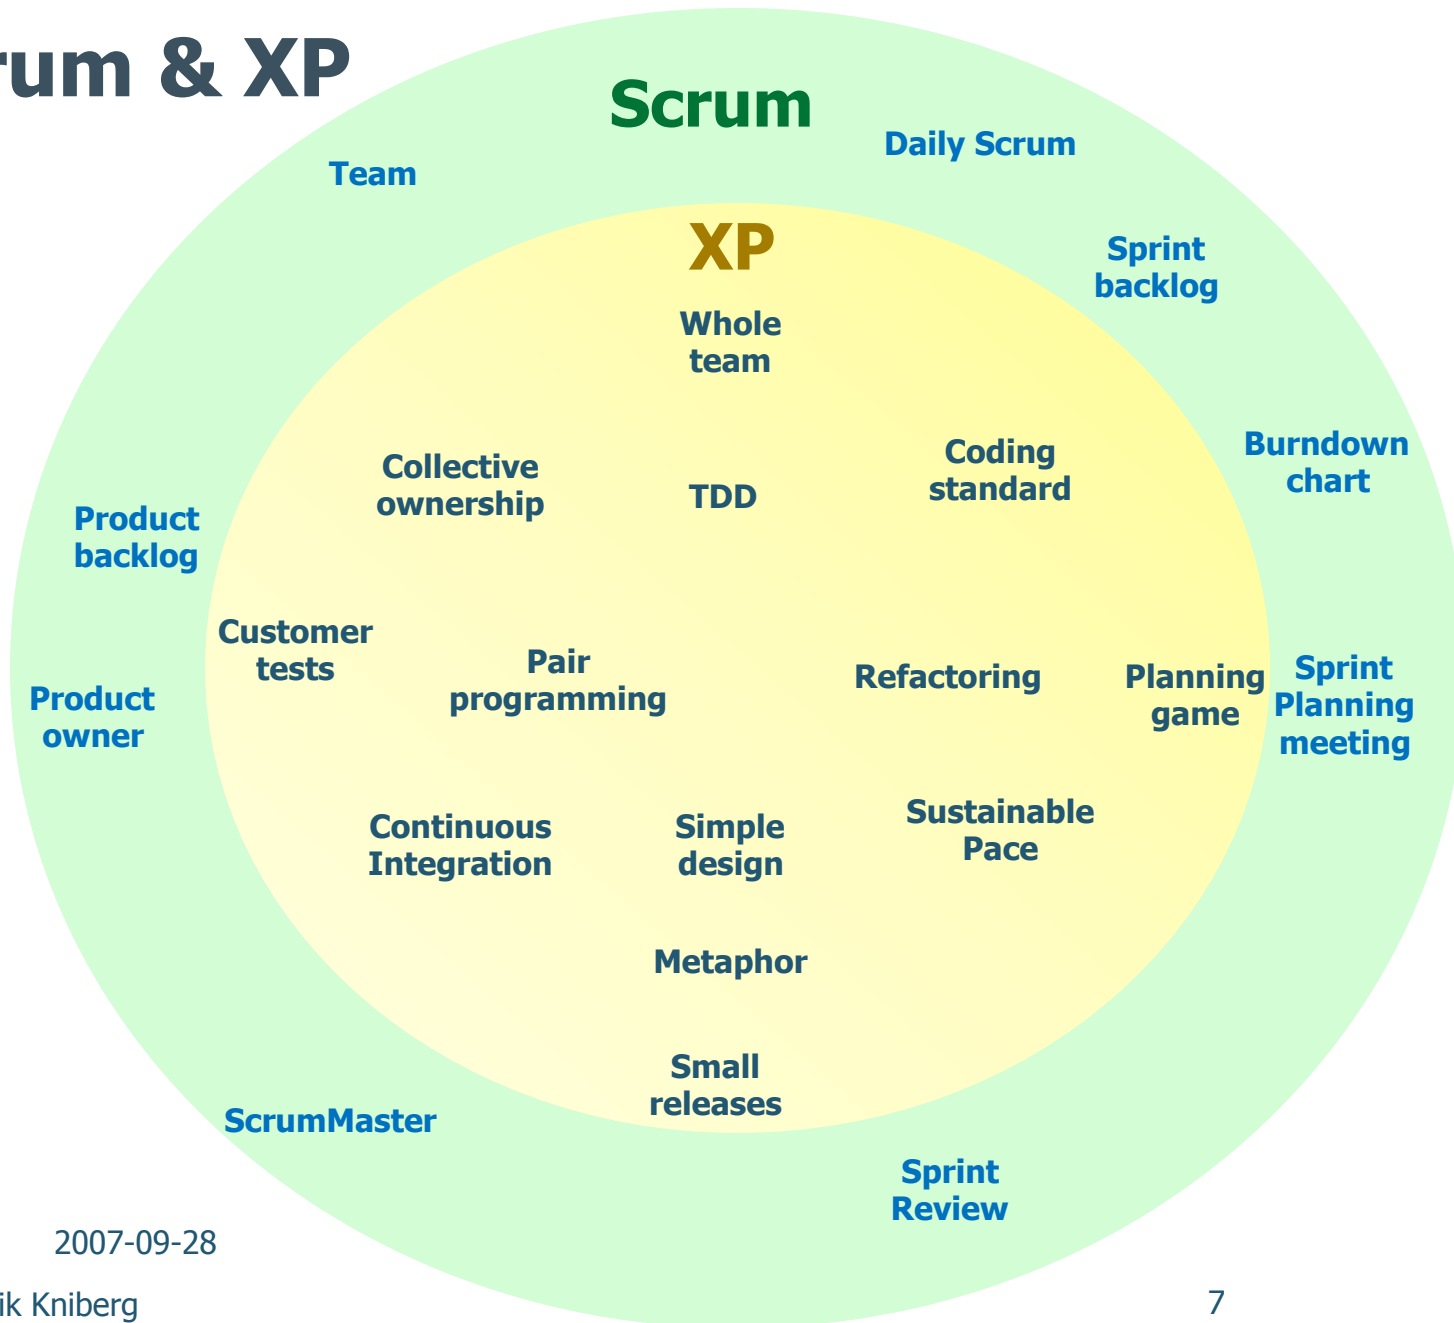 rum & XP
Scrum
Daily Scrum
Team
XP
Sprint
backlog
Whole
team
Collective
ownership
TDD
Coding
standard
Burndown
chart
Product
backlog
Customer
tests
Pair
programming
Refactoring
Planning
game
Sprint
Planning
meeting
Product
owner
Continuous
Integration
Simple
design
Sustainable
Pace
Metaphor
Small
releases
ScrumMaster
Sprint
Review
2007-09-28
ik Kniberg
7